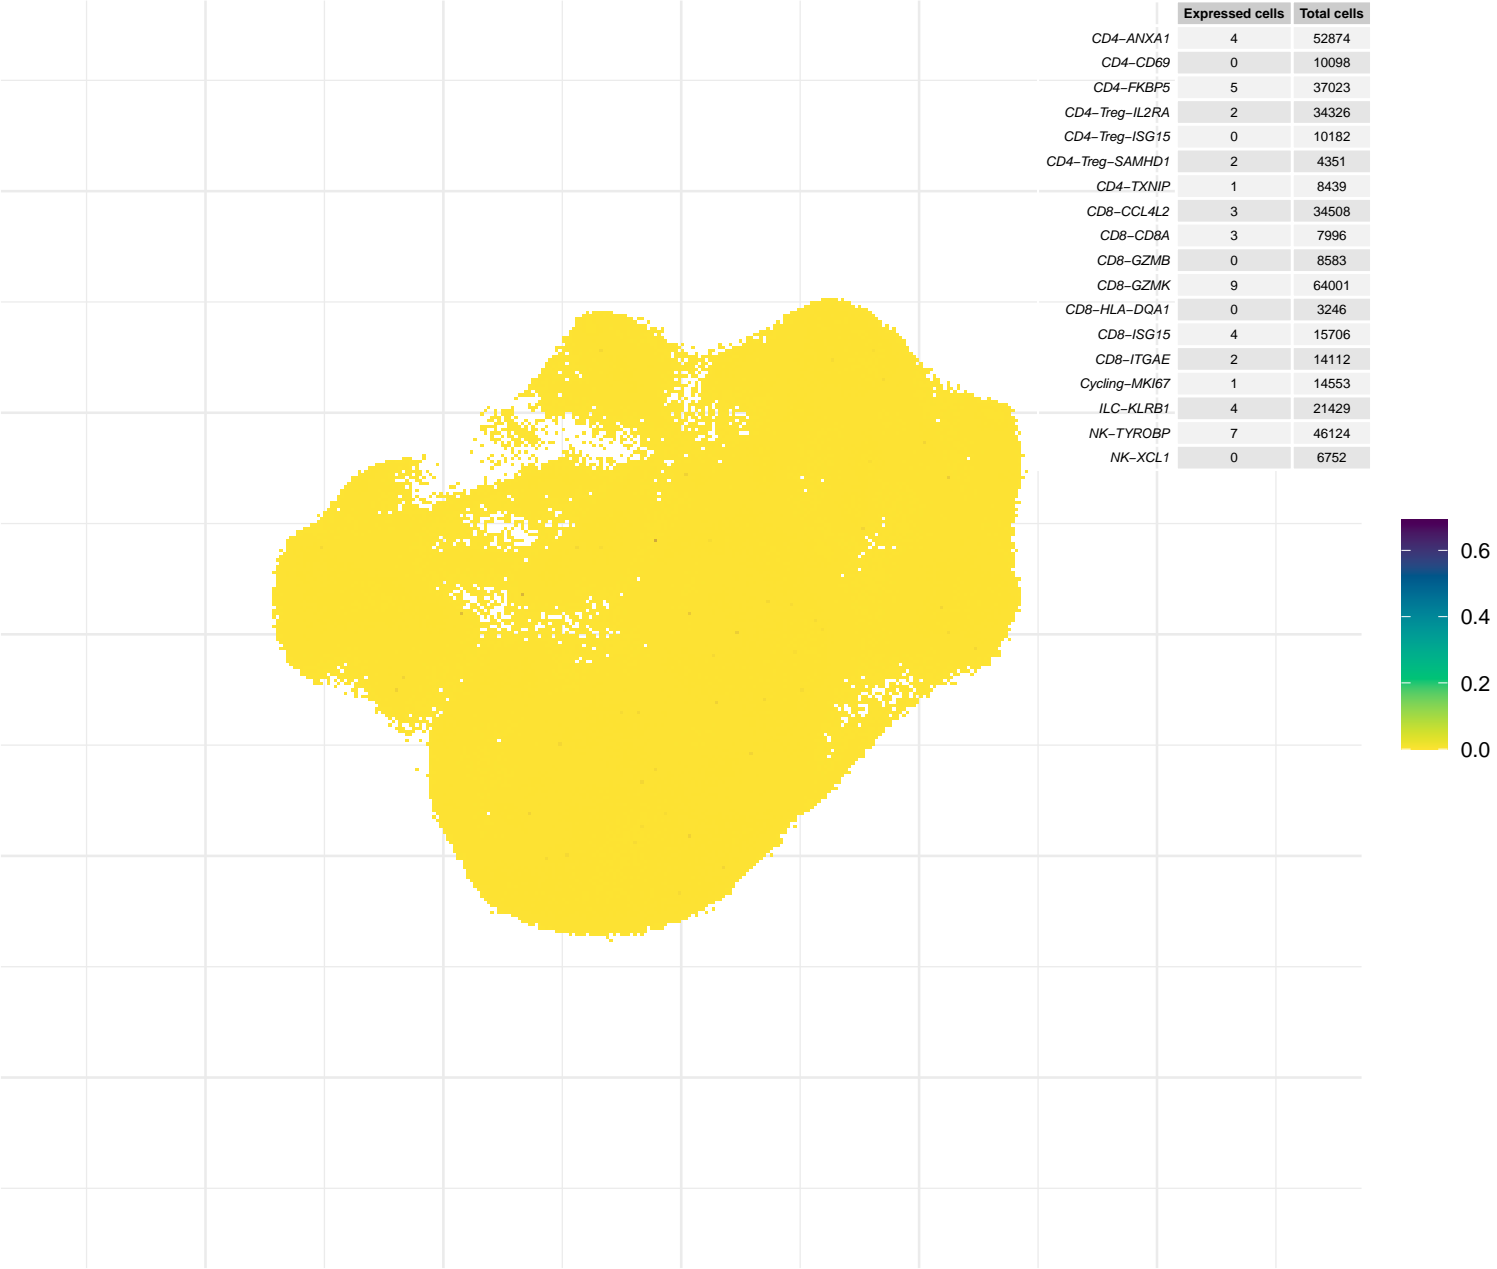 Expressed cells Total cells
CD4−ANXA1 4 52874
CD4−CD69 0 10098
CD4−FKBP5 5 37023
CD4−Treg−IL2RA 2 34326
CD4−Treg−ISG15 0 10182
CD4−Treg−SAMHD1 2 4351
CD4−TXNIP 1 8439
CD8−CCL4L2 3 34508
CD8−CD8A 3 7996
CD8−GZMB 0 8583
CD8−GZMK 9 64001
CD8−HLA−DQA1 0 3246
CD8−ISG15 4 15706
CD8−ITGAE 2 14112
Cycling−MKI67 1 14553
ILC−KLRB1 4 21429
NK−TYROBP 7 46124
NK−XCL1 0 6752
0.6
0.4
0.2
0.0